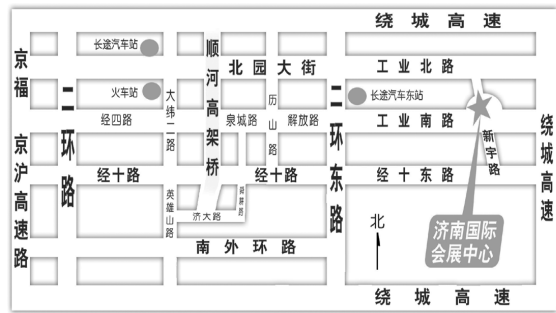 绕城高速
长途汽车站
北园大街
工业北路
京福
京沪高速路
二环路
火车站
大纬二路
顺河高架桥
历山路
二环东路
长途汽车东站
经四路
泉城路
解放路
工业南路
新宇路
绕城高速
经十路
经十路
经十东路
英雄山路
济大路
南外环路
北
济南国际
会展中心
绕城高速